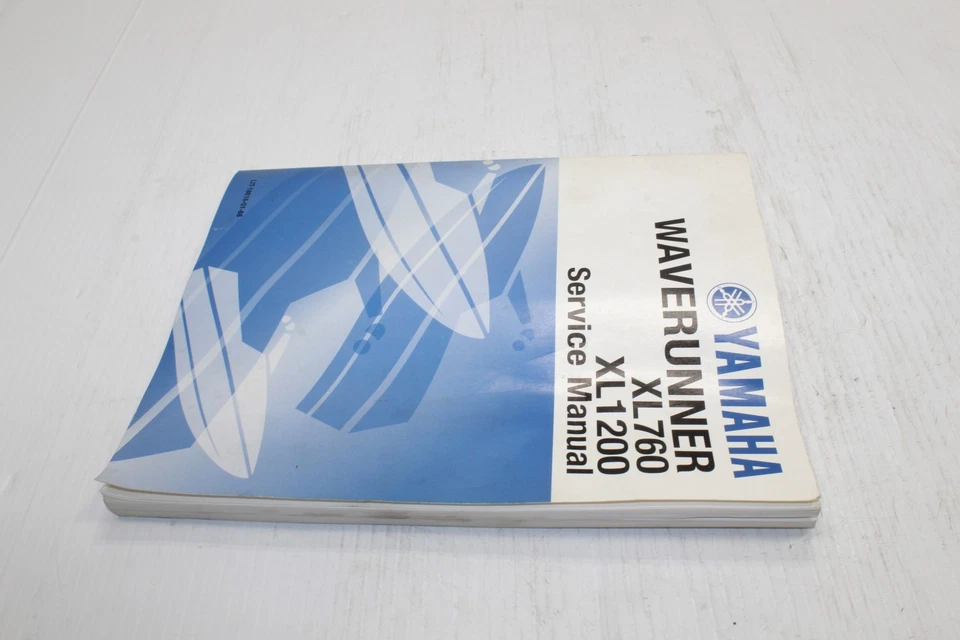 YAMAHA
WAVERUNNER
XL760
XL1200
Service Manual